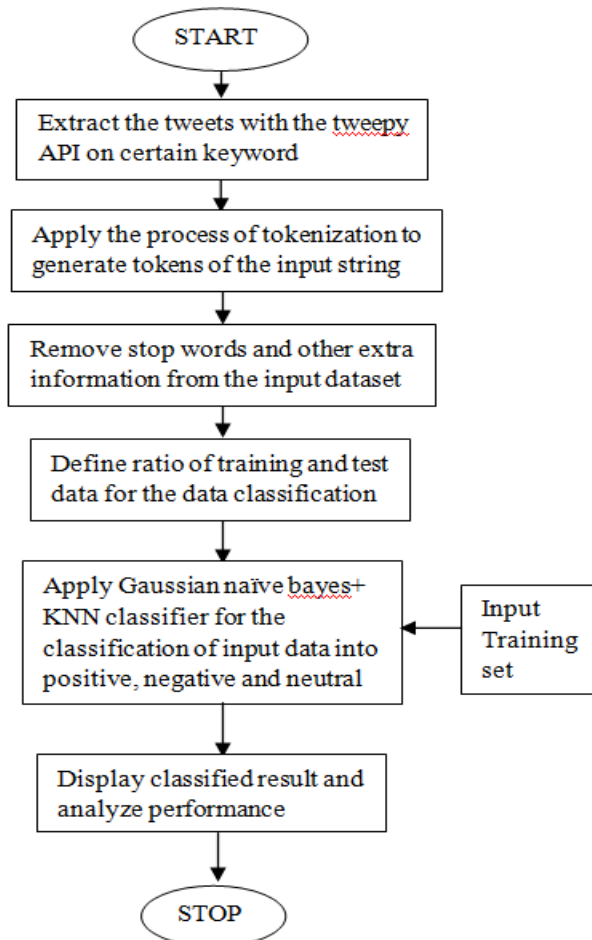 START
Extract the tweets with the tweepy
API on certain keyword
Apply the process of tokenization to
generate tokens of the input string
Remove stop words and other extra
information from the input dataset
Define ratio of training and test
data for the data classification
Apply Gaussian naïve bayes+
KNN classifier for the
classification of input data into
positive, negative and neutral
Input
Training
set
Display classified result and
analyze performance
STOP